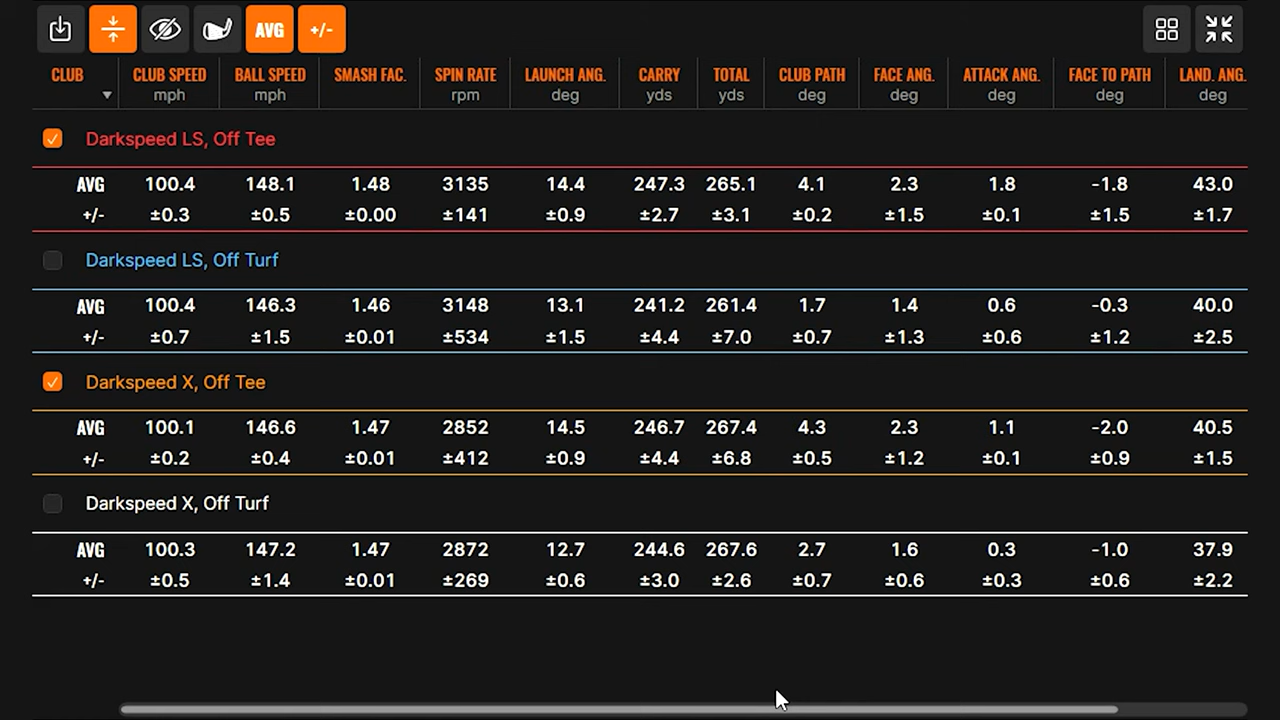 AVG +/-
CLUB CLUB SPEED BALL SPEED SMASH FAC. SPIN RATE LAUNCH ANG. CARRY TOTAL CLUB PATH FACE ANG. ATTACK ANG. FACE TO PATH LAND. ANG.
mph mph rpm deg yds yds deg deg deg deg deg
Darkspeed LS, Off Tee
AVG 100.4 148.1 1.48 3135 14.4 247.3 265.1 4.1 2.3 1.8 -1.8 43.0
+/- ±0.3 ±0.5 ±0.00 ±141 ±0.9 ±2.7 ±3.1 ±0.2 ±1.5 ±0.1 ±1.5 ±1.7
Darkspeed LS, Off Turf
AVG 100.4 146.3 1.46 3148 13.1 241.2 261.4 1.7 1.4 0.6 -0.3 40.0
+/- ±0.7 ±1.5 ±0.01 ±534 ±1.5 ±4.4 ±7.0 ±0.7 ±1.3 ±0.6 ±1.2 ±2.5
Darkspeed X, Off Tee
AVG 100.1 146.6 1.47 2852 14.5 246.7 267.4 4.3 2.3 1.1 -2.0 40.5
+/- ±0.2 ±0.4 ±0.01 ±412 ±0.9 ±4.4 ±6.8 ±0.5 ±1.2 ±0.1 ±0.9 ±1.5
Darkspeed X, Off Turf
AVG 100.3 147.2 1.47 2872 12.7 244.6 267.6 2.7 1.6 0.3 -1.0 37.9
+/- ±0.5 ±1.4 ±0.01 ±269 ±0.6 ±3.0 ±2.6 ±0.7 ±0.6 ±0.3 ±0.6 ±2.2